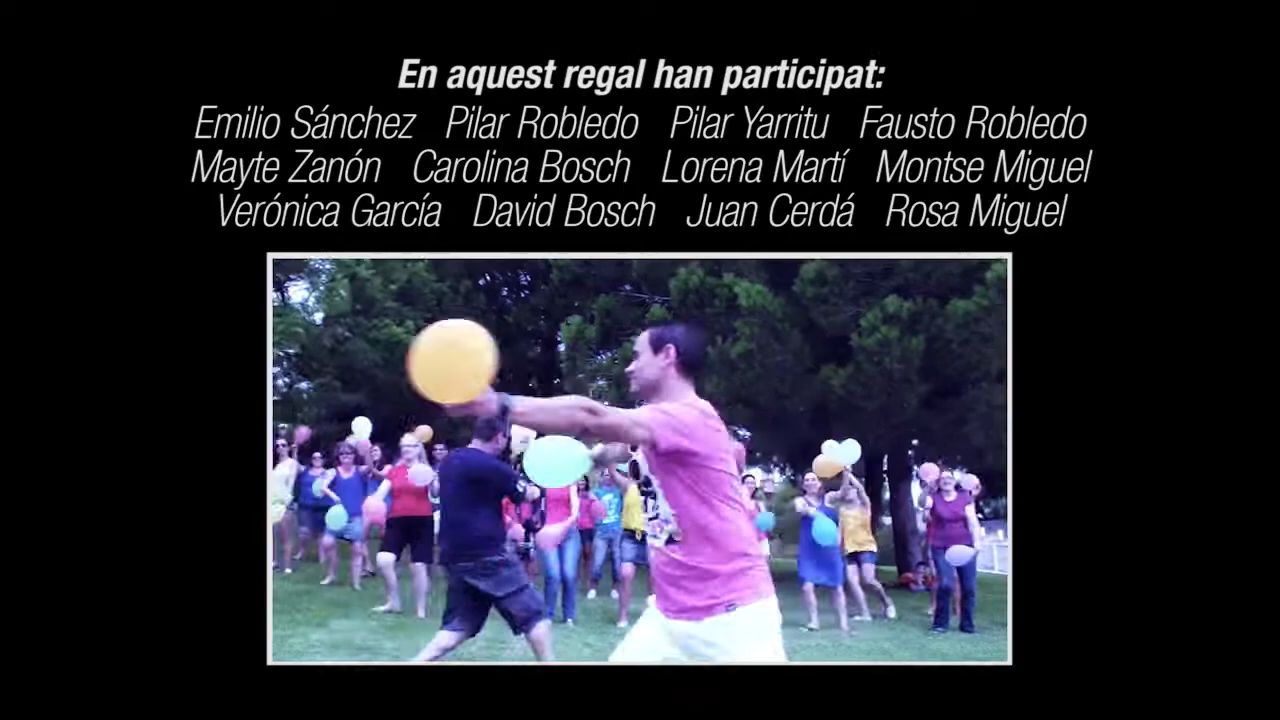 En aquest regal han participat:
Emilio Sánchez Pilar Robledo Pilar Yarritu Fausto Robledo
Mayte Zanón Carolina Bosch Lorena Martí Montse Miguel
Verónica García David Bosch Juan Cerdá Rosa Miguel